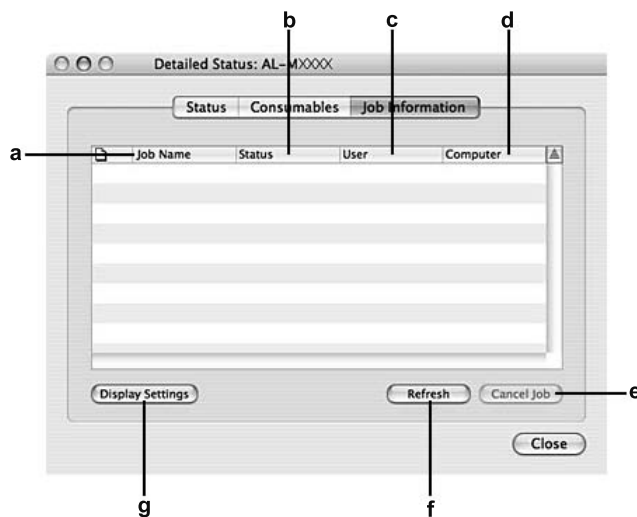 b c d
Detailed Status: AL-MXXXX
Status Consumables Job Information
a
Job Name Status User Computer
Display Settings Refresh Cancel Job
e
Close
g f